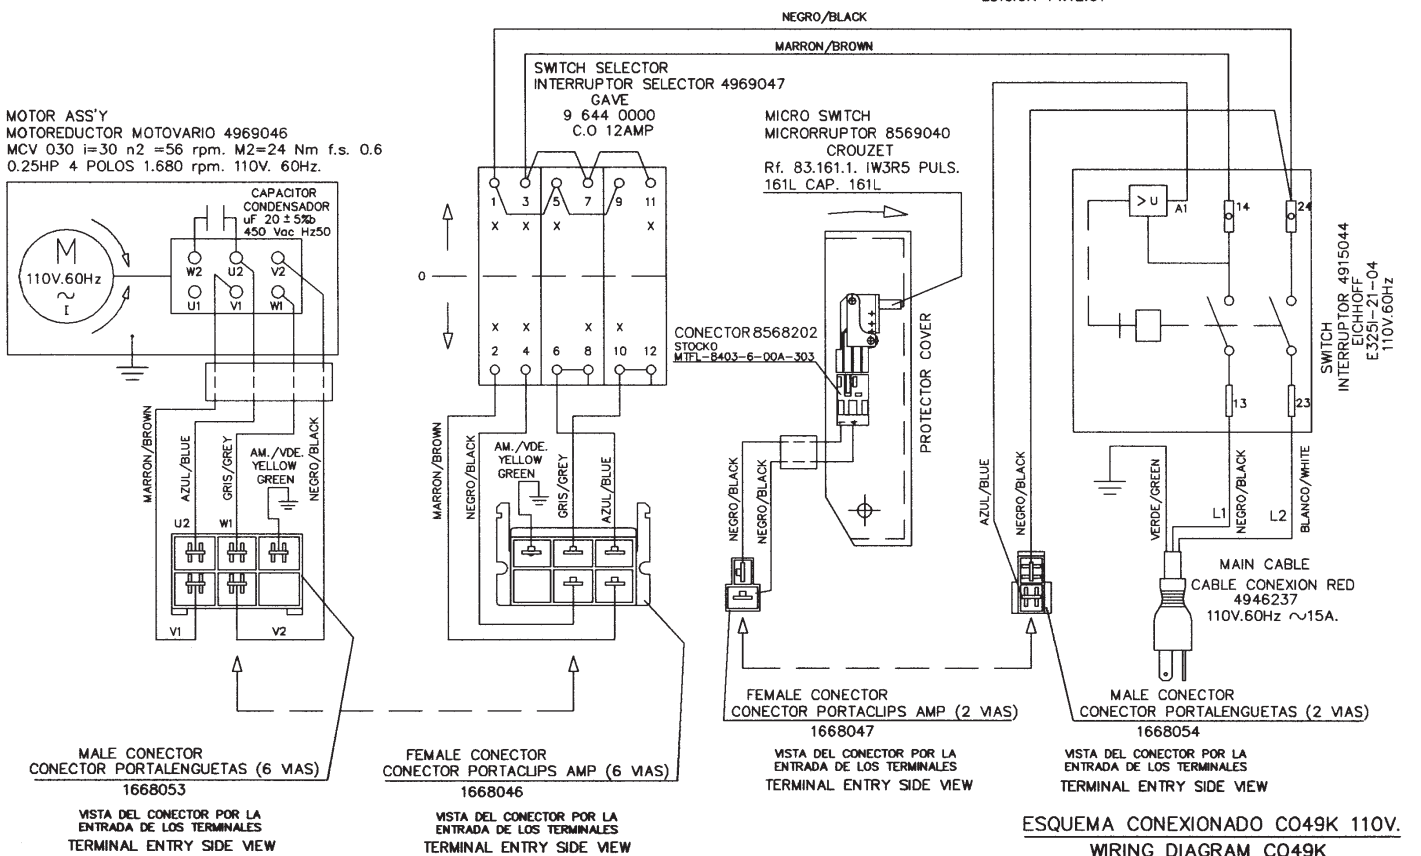 NEGRO/BLACK
MARRON/BROWN
SWITCH SELECTOR
INTERRUPTOR SELECTOR 4969047
GAVE
9 644 0000
C.O 12AMP
MOTOR ASS'Y
MOTOREDUCTOR MOTOVARIO 4969046
MCV 030 i=30 n2 =56 rpm. M2=24 Nm f.s. 0.6
0.25HP 4 POLOS 1.680 rpm. 110V. 60Hz.
MICRO SWITCH
MICRORRUPTOR 8569040
CROUZET
Rf. 83.161.1. IW3R5 PULS.
161L CAP. 161L
CAPACITOR
CONDENSADOR
uF 20 ± 5%
450 Vac Hz50
M
110V.60Hz
~
I
W2 U2 V2
U1 V1 W1
1 3 5 7 9 11
X X X X
O
X X X X
2 4 6 8 10 12
CONECTOR 8568202
STOCKO
MTFL-8403-6-00A-303
PROTECTOR COVER
>U
A1
14
24
13
23
SWITCH
INTERRUPTOR 4915044
EICHHOFF
E325I-21-04
110V.60Hz
MARRON/BROWN
AZUL/BLUE
GRIS/GREY
AM./VDE.
YELLOW
GREEN
NEGRO/BLACK
U2 W1
V1 V2
MARRON/BROWN
NEGRO/BLACK
AM./VDE.
YELLOW
GREEN
GRIS/GREY
AZUL/BLUE
NEGRO/BLACK
NEGRO/BLACK
AZUL/BLUE
NEGRO/BLACK
VERDE/GREEN
L1
NEGRO/BLACK
L2
BLANCO/WHITE
MAIN CABLE
CABLE CONEXION RED
4946237
110V.60Hz ~15A.
MALE CONECTOR
CONECTOR PORTALENGUETAS (6 VIAS)
1668053
VISTA DEL CONECTOR POR LA
ENTRADA DE LOS TERMINALES
TERMINAL ENTRY SIDE VIEW
FEMALE CONECTOR
CONECTOR PORTACLIPS AMP (6 VIAS)
1668046
VISTA DEL CONECTOR POR LA
ENTRADA DE LOS TERMINALES
TERMINAL ENTRY SIDE VIEW
FEMALE CONECTOR
CONECTOR PORTACLIPS AMP (2 VIAS)
1668047
VISTA DEL CONECTOR POR LA
ENTRADA DE LOS TERMINALES
TERMINAL ENTRY SIDE VIEW
MALE CONECTOR
CONECTOR PORTALENGUETAS (2 VIAS)
1668054
VISTA DEL CONECTOR POR LA
ENTRADA DE LOS TERMINALES
TERMINAL ENTRY SIDE VIEW
ESQUEMA CONEXIONADO CO49K 110V.
WIRING DIAGRAM CO49K